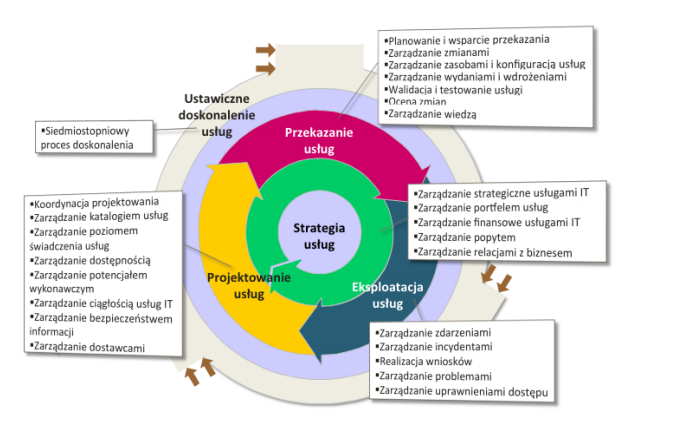 ▪Planowanie i wsparcie przekazania
▪Zarządzanie zmianami
▪Zarządzanie zasobami i konfiguracją usług
▪Zarządzanie wydaniami i wdrożeniami
▪Walidacja i testowanie usługi
▪Ocena zmian
▪Zarządzanie wiedzą
Ustawiczne
doskonalenie
usług
▪Siedmiostopniowy
proces doskonalenia
Przekazanie
usług
▪Zarządzanie strategiczne usługami IT
▪Zarządzanie portfelem usług
▪Zarządzanie finansowe usługami IT
▪Zarządzanie popytem
▪Zarządzanie relacjami z biznesem
Strategia
usług
▪Koordynacja projektowania
▪Zarządzanie katalogiem usług
▪Zarządzanie poziomem
świadczenia usług
▪Zarządzanie dostępnością
▪Zarządzanie potencjałem
wykonawczym
▪Zarządzanie ciągłością usług IT
▪Zarządzanie bezpieczeństwem
informacji
▪Zarządzanie dostawcami
Projektowanie
usług
Eksploatacja
usług
▪Zarządzanie zdarzeniami
▪Zarządzanie incydentami
▪Realizacja wniosków
▪Zarządzanie problemami
▪Zarządzanie uprawnieniami dostępu